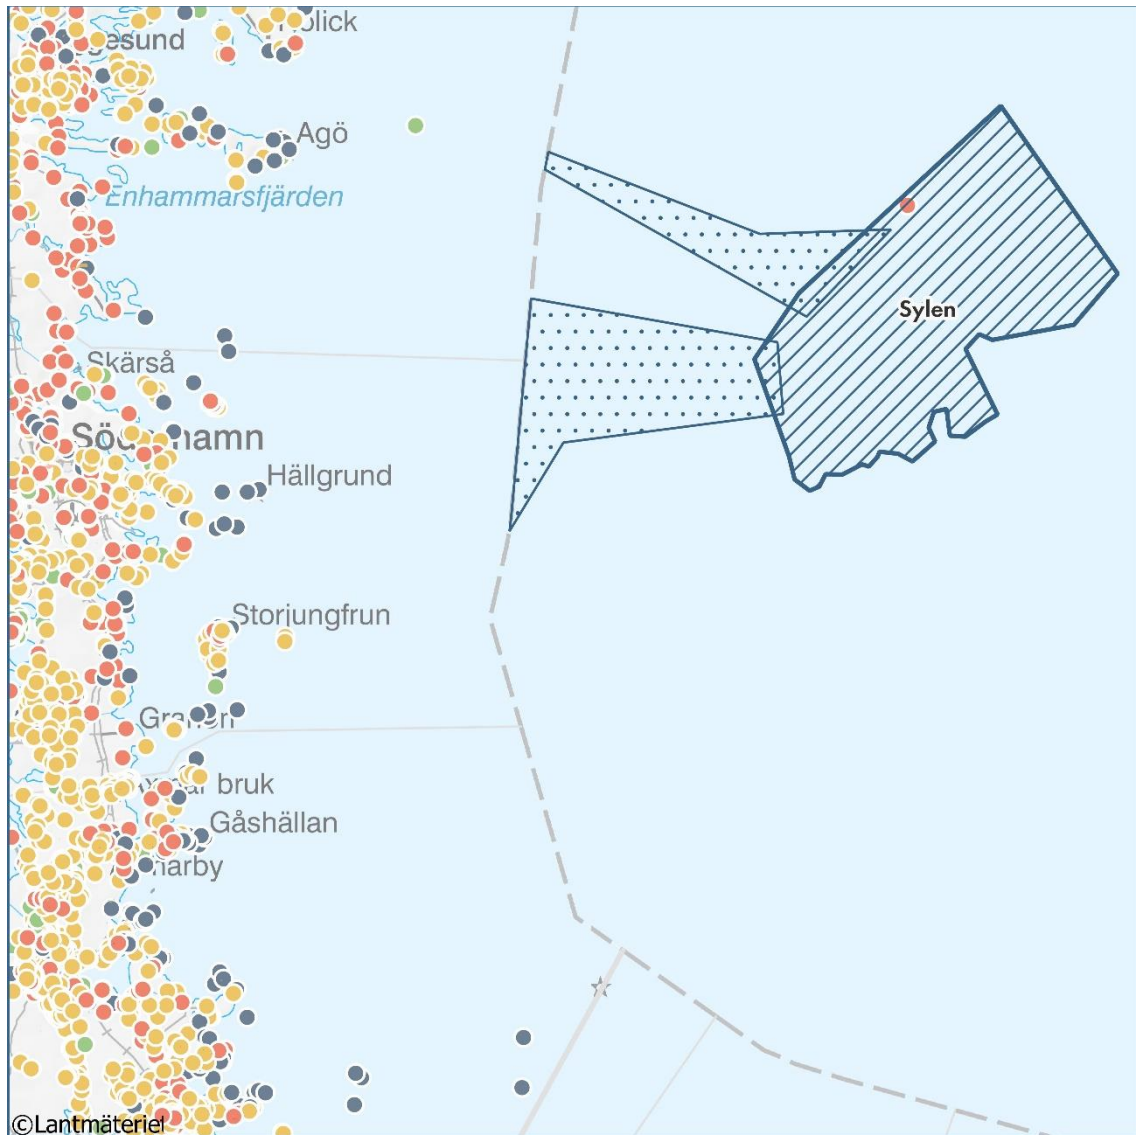 Agö
Enhammarsfjärden
Sylen
Skärså
Hällgrund
Storjungfrun
bruk
Gåshällan
©Lantmäteriet